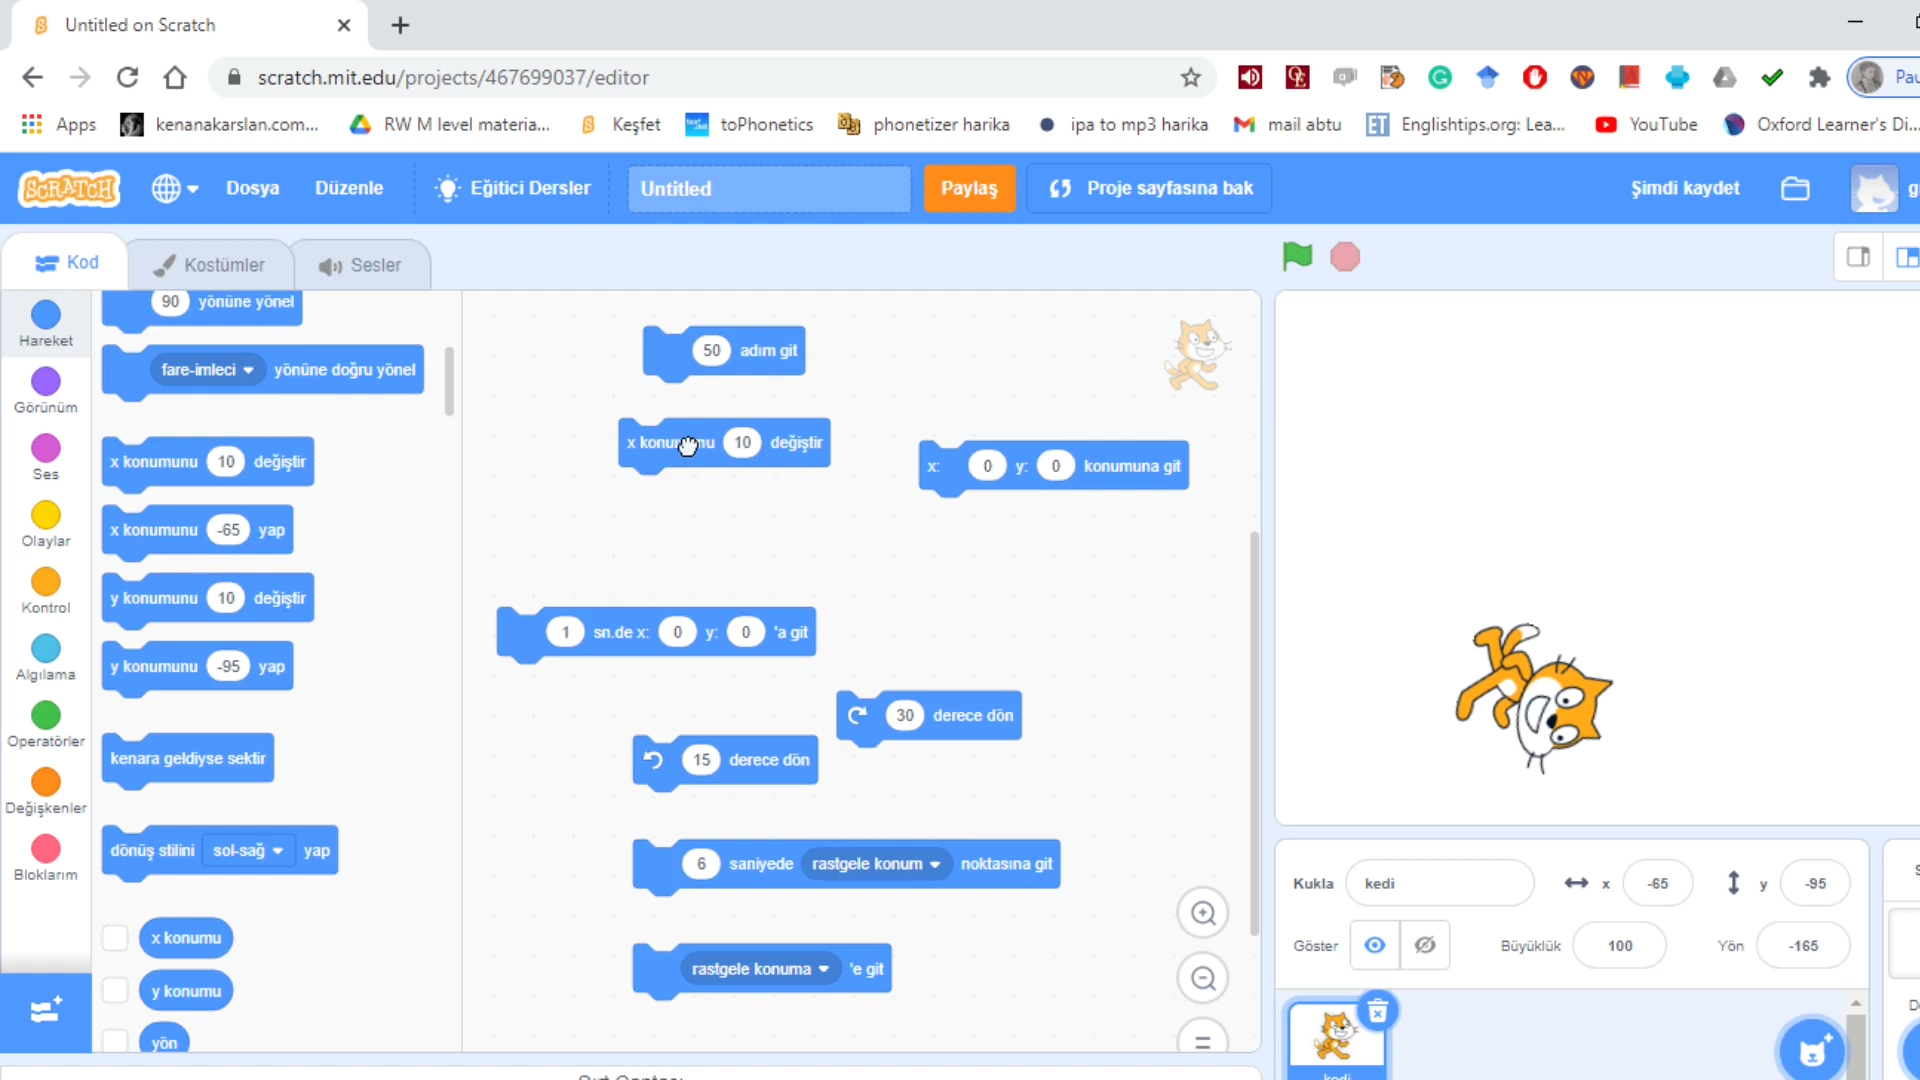 Untitled on Scratch
scratch.mit.edu/projects/467699037/editor
Apps kenanakarslan.com... RW M level materia... Keşfet toPhonetics phonetizer harika ipa to mp3 harika mail abtu ET Englishtips.org: Lea... YouTube Oxford Learner's Di...
SCRATCH Dosya Düzenle Eğitici Dersler Untitled Paylaş Proje sayfasına bak Şimdi kaydet
Kod Kostümler Sesler
Hareket
Görünüm
Ses
Olaylar
Kontrol
Algılama
Operatörler
Değişkenler
Bloklarım
90 yönüne yönel
fare-imleci yönüne doğru yönel
x konumunu 10 değiştir
x konumunu -65 yap
y konumunu 10 değiştir
y konumunu -95 yap
kenara geldiyse sektir
dönüş stilini sol-sağ yap
x konumu
y konumu
yön
50 adım git
10 değiştir
x: 0 y: 0 konumuna git
1 sn.de x: 0 y: 0 'a git
30 derece dön
15 derece dön
6 saniyede rastgele konum noktasına git
rastgele konuma 'e git
Kukla kedi x -65 y -95
Göster Büyüklük 100 Yön -165
kedi